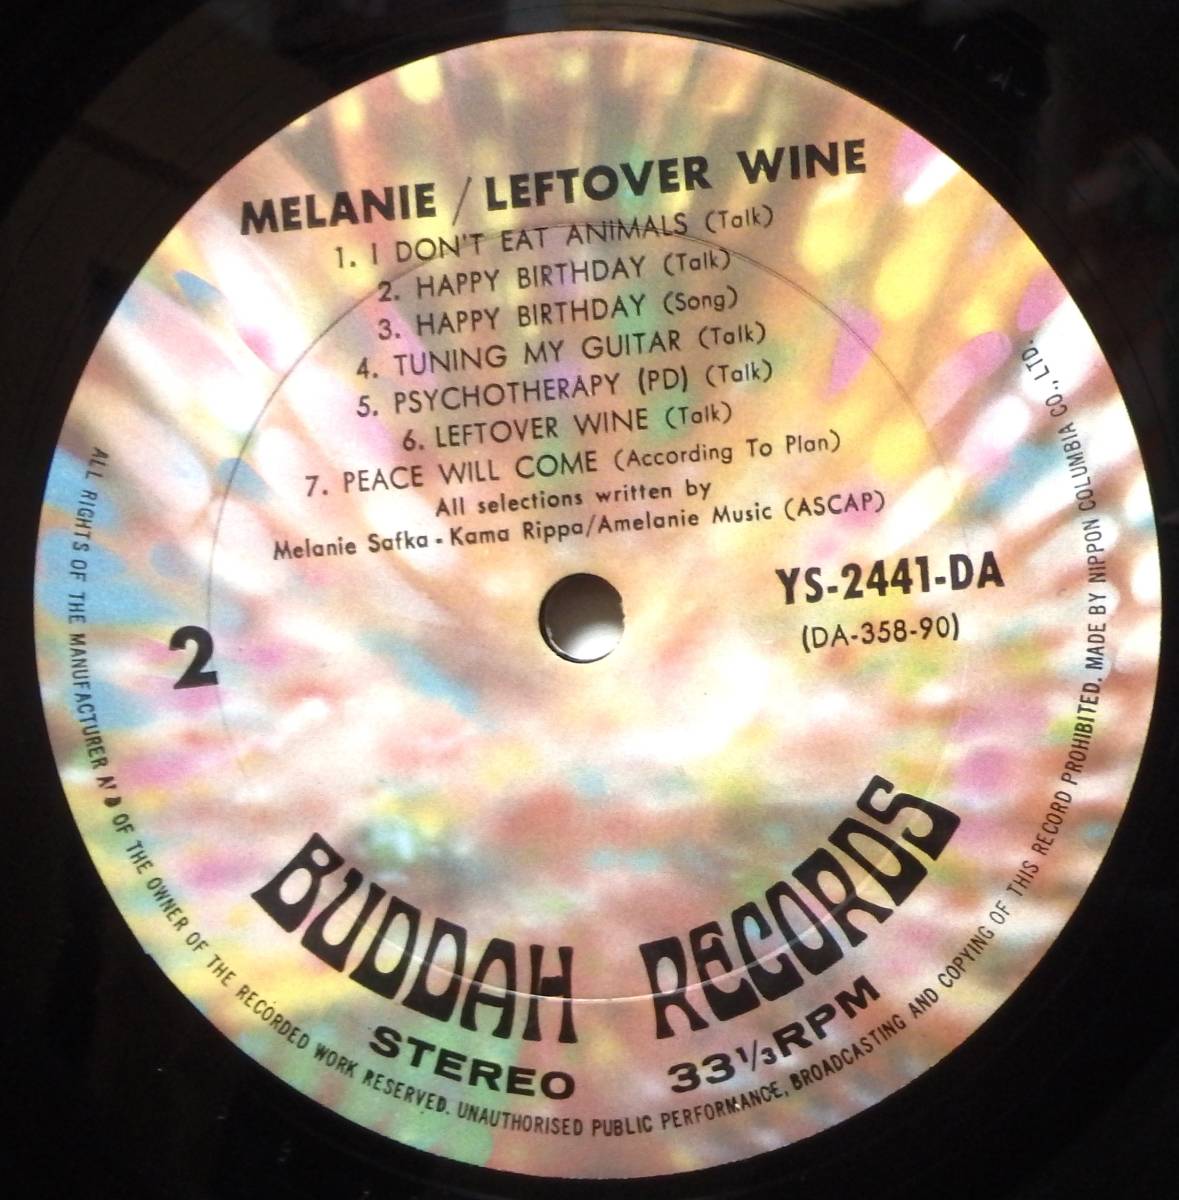 MELANIE / LEFTOVER WINE
1. I DON'T EAT ANIMALS (Talk)
2. HAPPY BIRTHDAY (Talk)
3. HAPPY BIRTHDAY (Song)
4. TUNING MY GUITAR (Talk)
5. PSYCHOTHERAPY (PD) (Talk)
6. LEFTOVER WINE (Talk)
7. PEACE WILL COME (According To Plan)
All selections written by
Melanie Safka - Kama Rippa/Amelanie Music (ASCAP)
YS-2441-DA
(DA-358-90)
2
BUDDAH RECORDS
STEREO 33⅓RPM
ALL RIGHTS OF THE MANUFACTURER AND OF THE OWNER OF THE RECORDED WORK RESERVED. UNAUTHORISED PUBLIC PERFORMANCE, BROADCASTING AND COPYING OF THIS RECORD PROHIBITED. MADE BY NIPPON COLUMBIA CO., LTD.